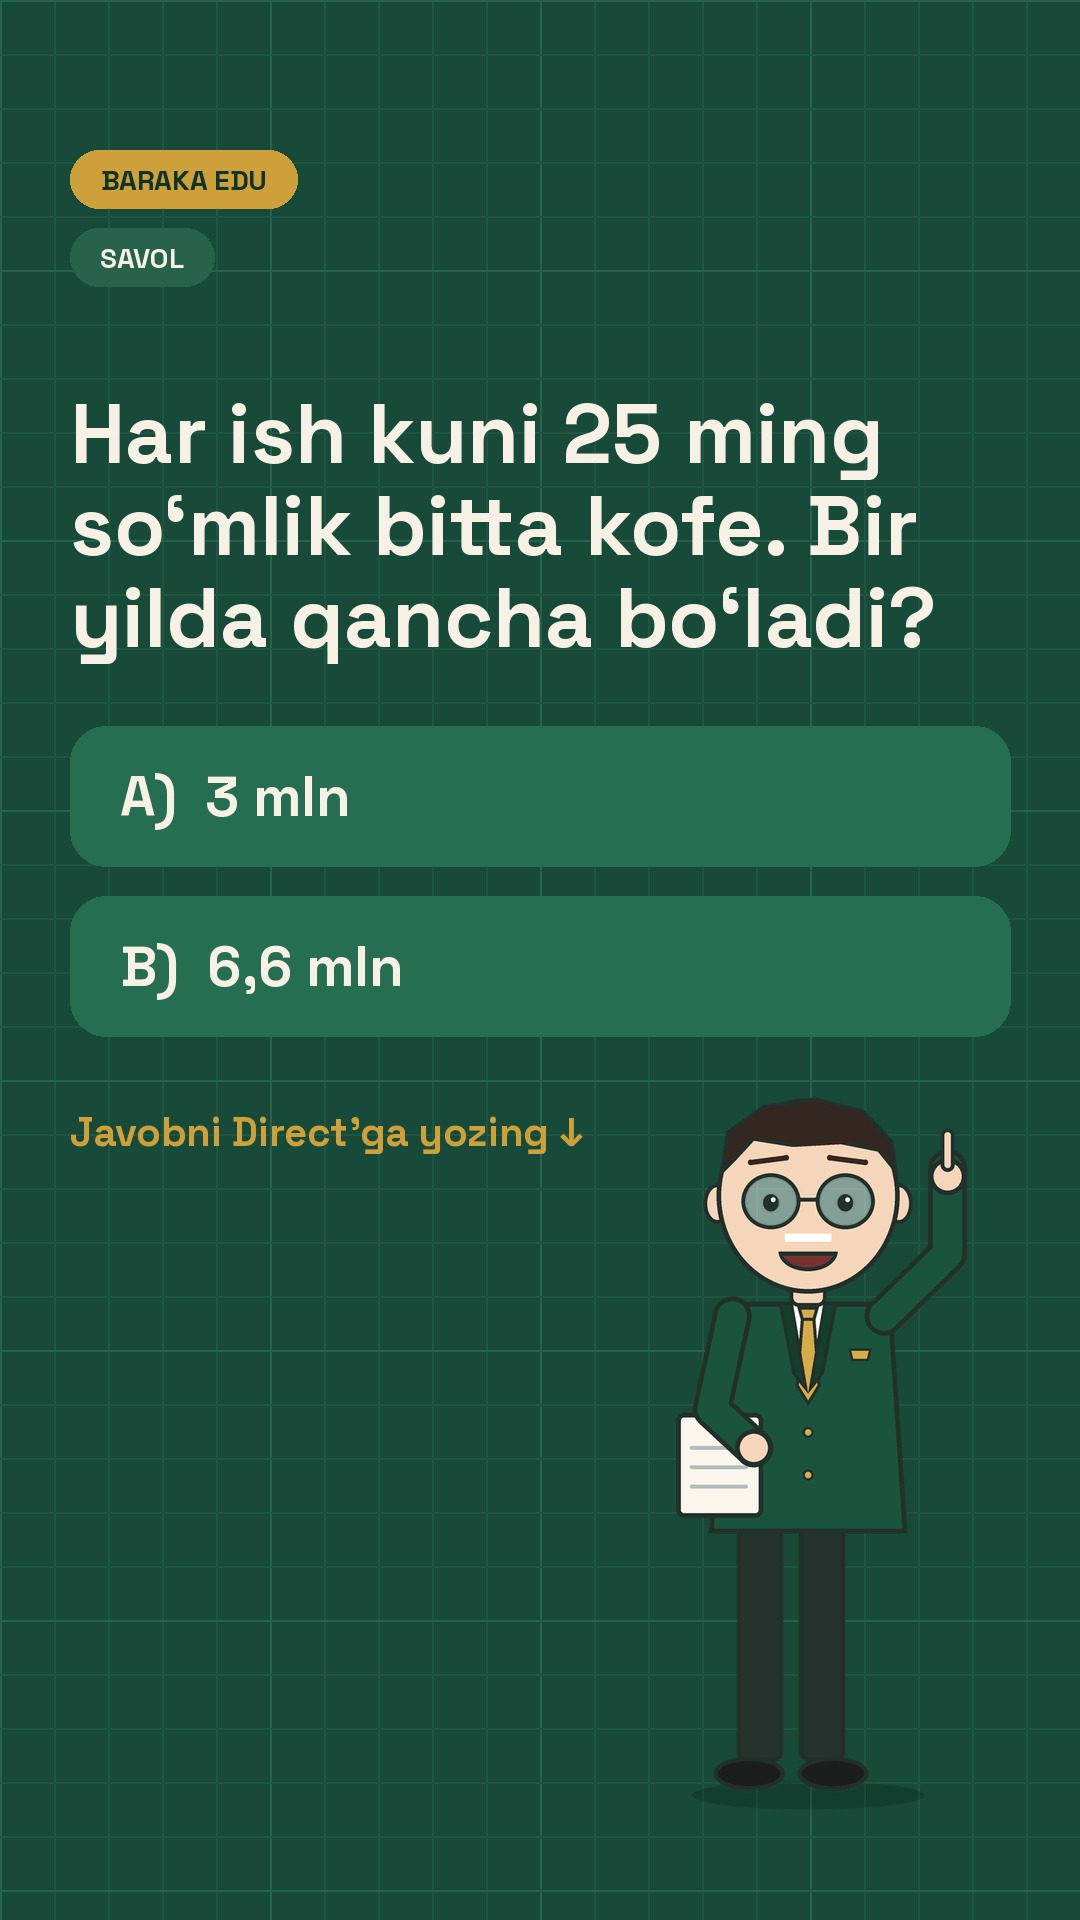 BARAKA EDU
SAVOL
Har ish kuni 25 ming
so‘mlik bitta kofe. Bir
yilda qancha bo‘ladi?
A) 3 mln
B) 6,6 mln
Javobni Direct’ga yozing ↓